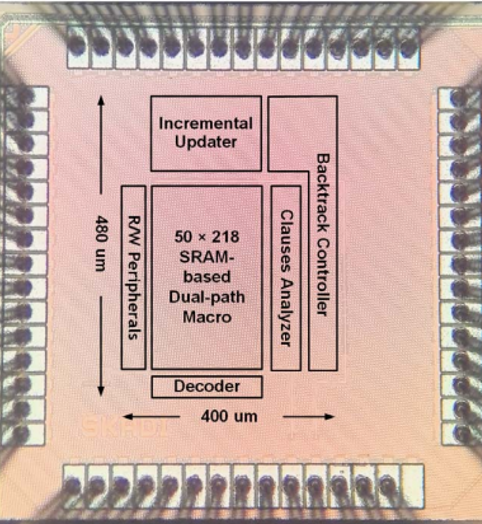 Incremental
Updater
Backtrack Controller
480 um
R/W Peripherals
50 × 218
SRAM-
based
Dual-path
Macro
Clauses Analyzer
Decoder
400 um